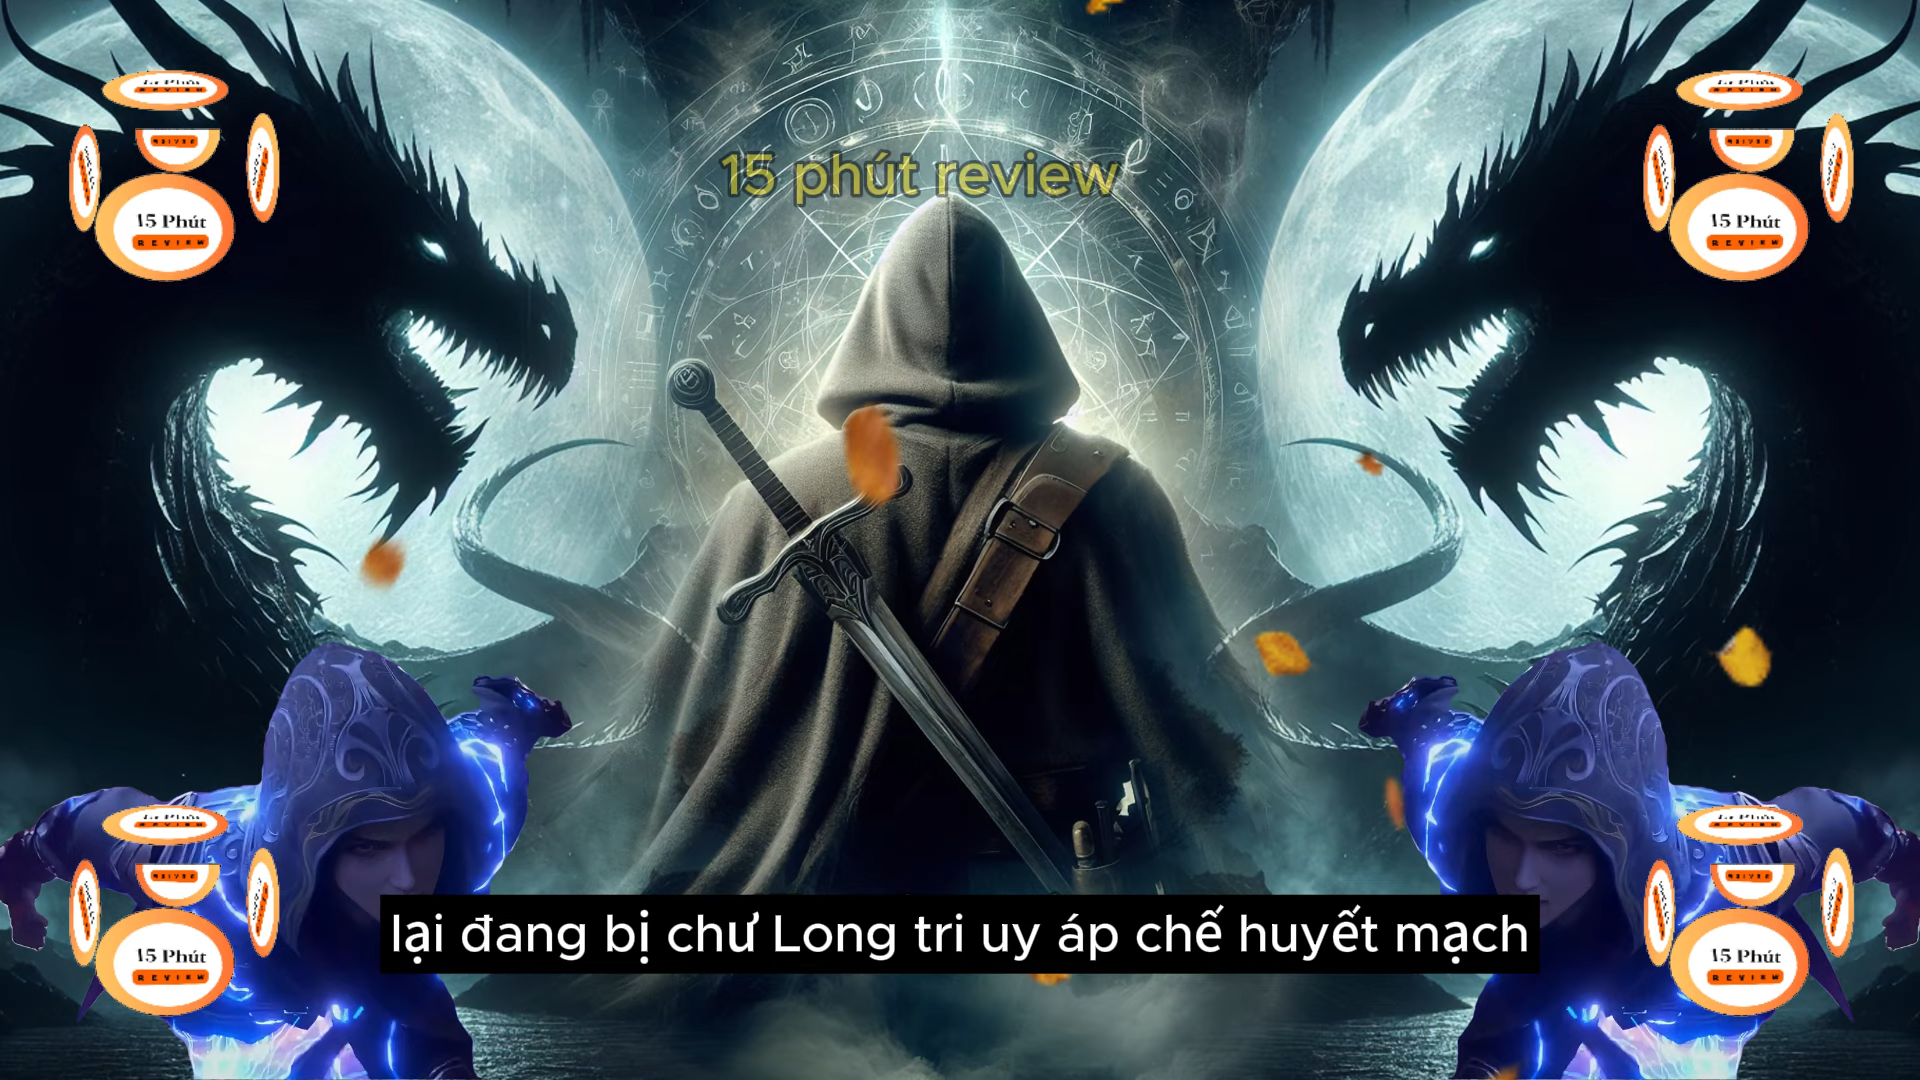 15 phút review
15 Phút
REVIEW
15 Phút
REVIEW
15 Phút
REVIEW
15 Phút
REVIEW
lại đang bị chư Long tri uy áp chế huyết mạch